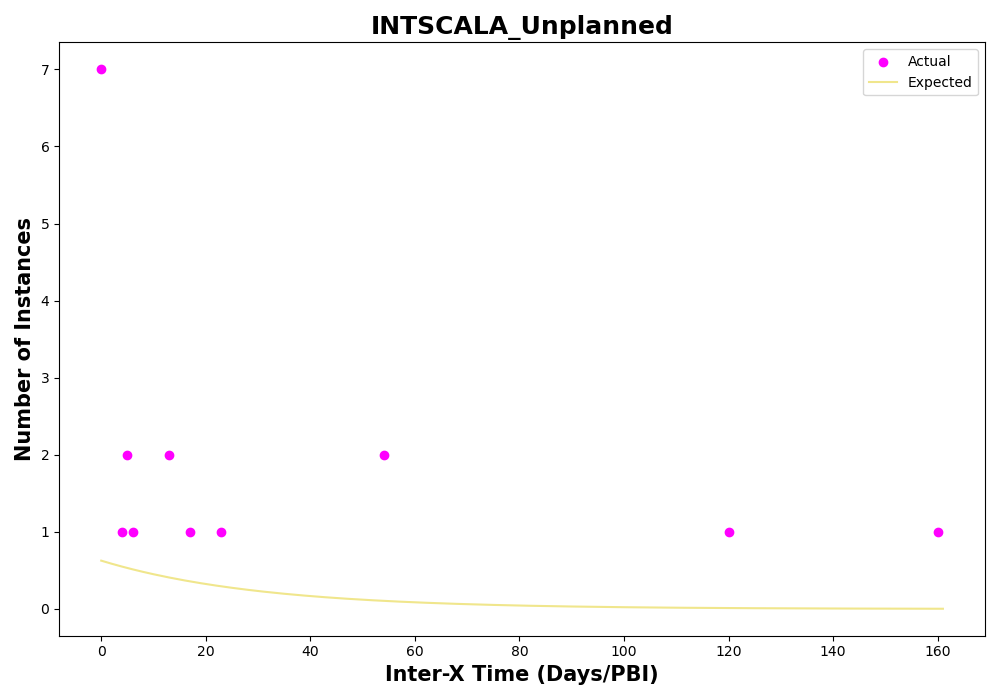 INTSCALA_Unplanned
Actual
Expected
Number of Instances
7
6
5
4
3
2
1
0
0 20 40 60 80 100 120 140 160
Inter-X Time (Days/PBI)